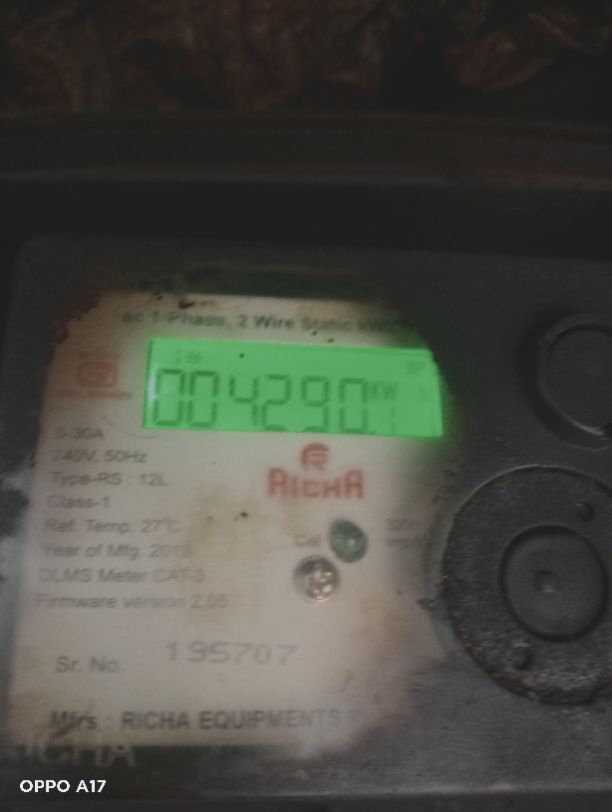 ac 1-Phase, 2 Wire Static
004290.1 KW
5-30A
240V, 50Hz
Type-RS : 12L
Class-1
Ref. Temp. 27°C
Year of Mfg. 2019
DLMS Meter CAT-3
Firmware version 2.05
RICHA
Cal
Sr. No. 195707
Mfrs : RICHA EQUIPMENTS
RICHA
OPPO A17